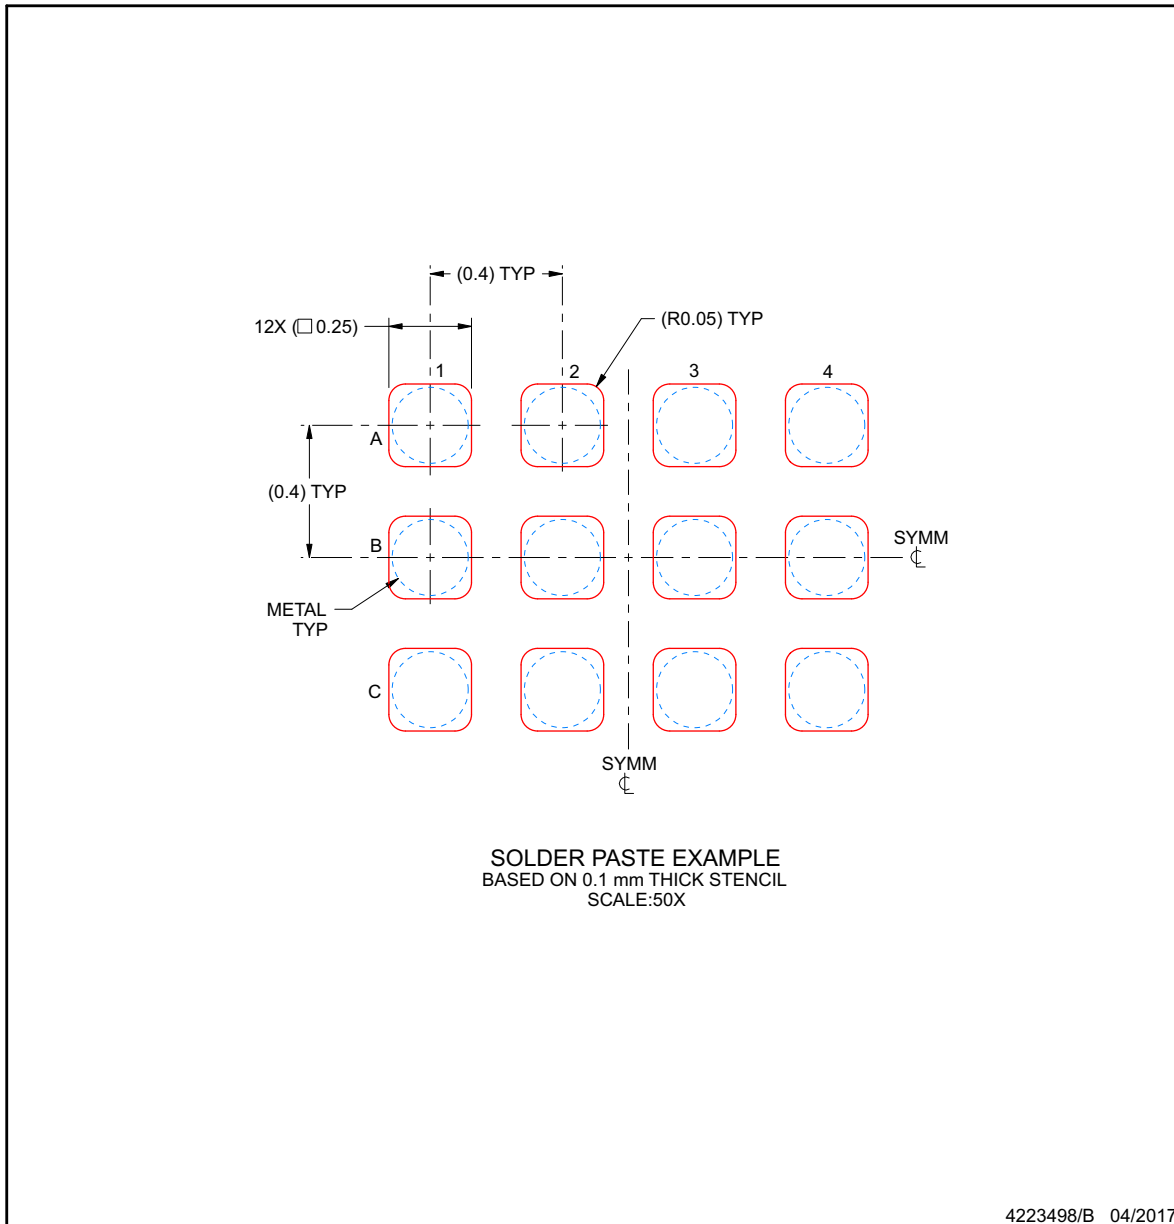 (0.4) TYP
12X (□ 0.25)
(R0.05) TYP
1
2
3
4
A
(0.4) TYP
B
SYMM
℄
METAL
TYP
C
SYMM
℄
SOLDER PASTE EXAMPLE
BASED ON 0.1 mm THICK STENCIL
SCALE:50X
4223498/B 04/2017